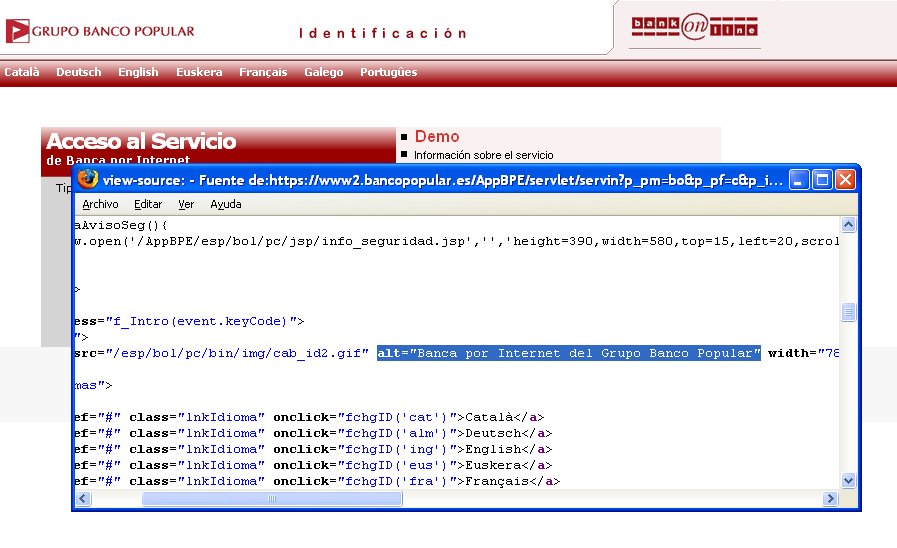 GRUPO BANCO POPULAR
Identificación
bank on line
Català Deutsch English Euskera Français Galego Portugües
Acceso al Servicio
de Banca por Internet
Demo
Información sobre el servicio
Tip
view-source: - Fuente de:https://www2.bancopopular.es/AppBPE/servlet/servin?p_pm=bo&p_pf=c&p_i...
Archivo Editar Ver Ayuda
aAvisoSeg(){
w.open('/AppBPE/esp/bol/pc/jsp/info_seguridad.jsp','','height=390,width=580,top=15,left=20,scrol
>
ess="f_Intro(event.keyCode)">
">
src="/esp/bol/pc/bin/img/cab_id2.gif" alt="Banca por Internet del Grupo Banco Popular" width="78
mas">
ef="#" class="lnkIdioma" onclick="fchgID('cat')">Català</a>
ef="#" class="lnkIdioma" onclick="fchgID('alm')">Deutsch</a>
ef="#" class="lnkIdioma" onclick="fchgID('ing')">English</a>
ef="#" class="lnkIdioma" onclick="fchgID('eus')">Euskera</a>
ef="#" class="lnkIdioma" onclick="fchgID('fra')">Français</a>